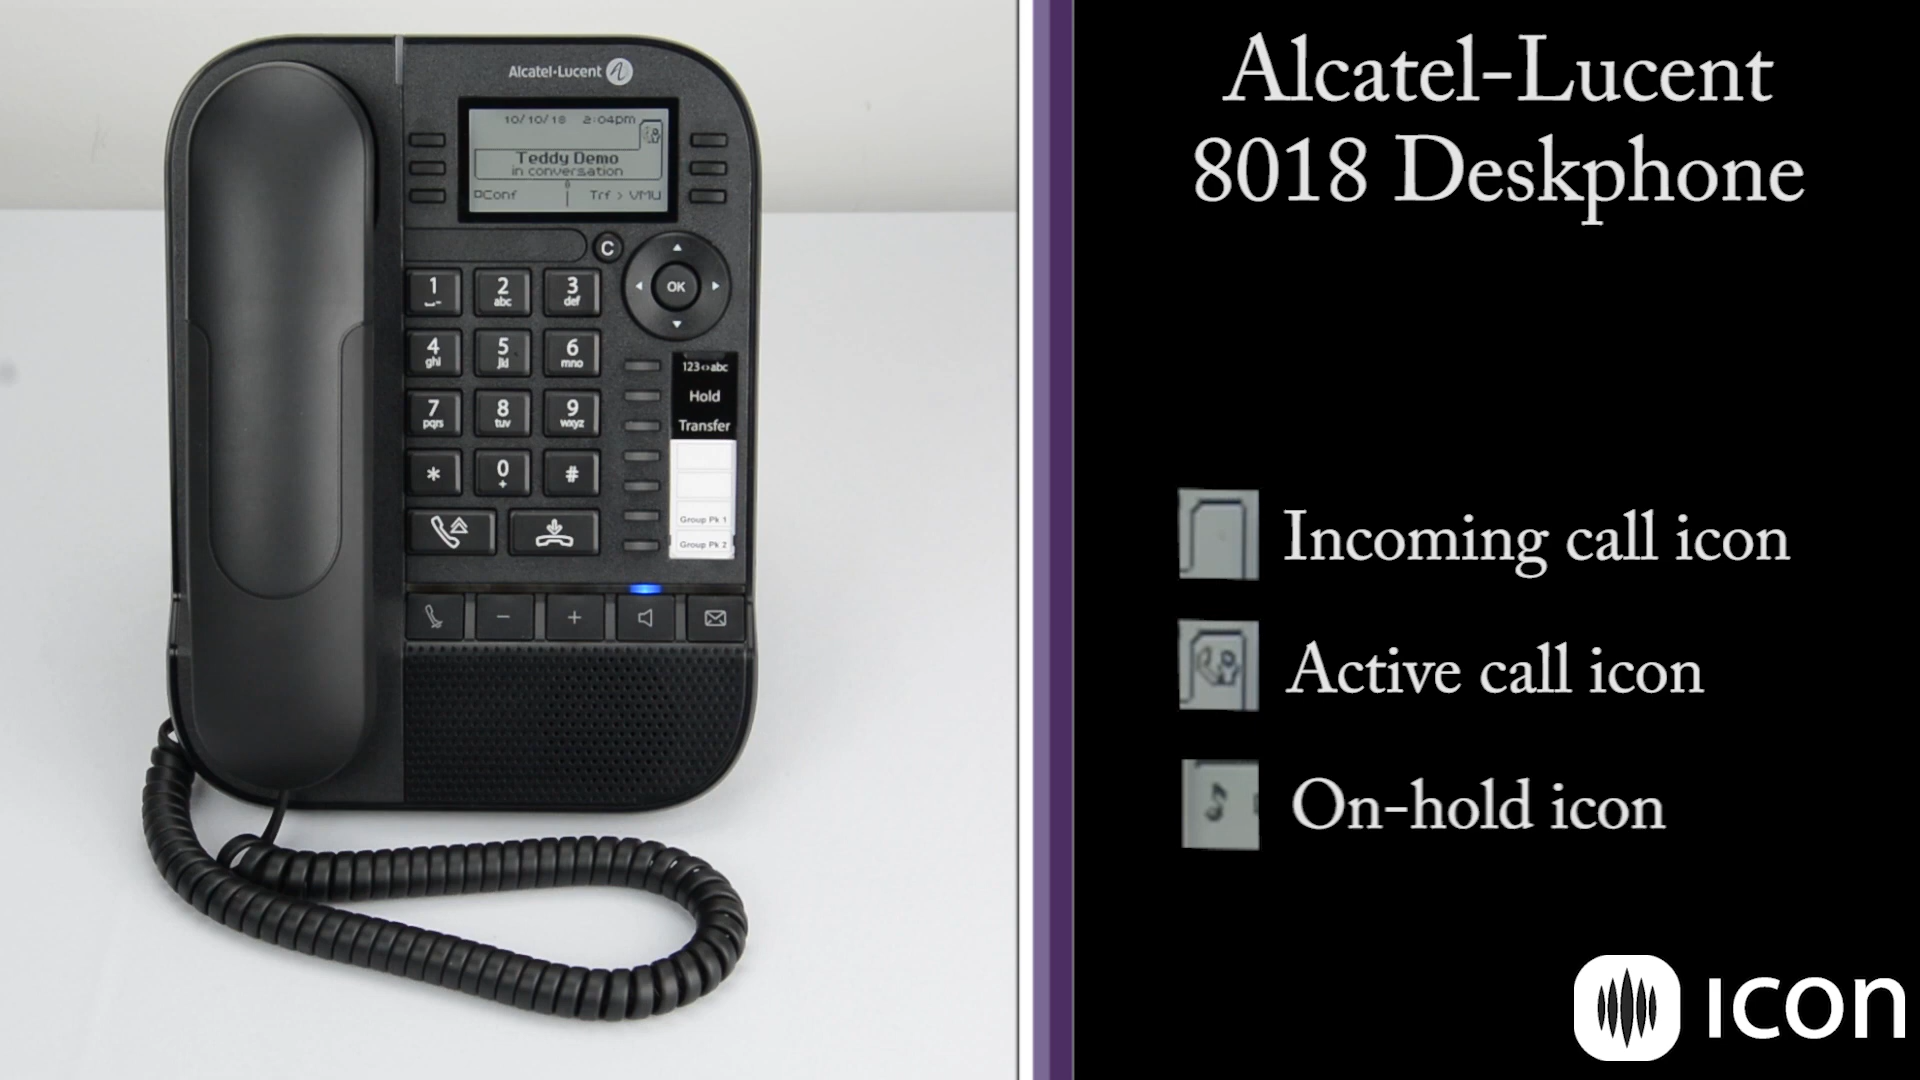 Alcatel-Lucent
10/10/18 2:04pm
Teddy Demo
in conversation
Conf Trf > VMU
C
OK
1
2 abc
3 def
4 ghi
5 jkl
6 mno
7 pqrs
8 tuv
9 wxyz
*
0 +
#
123‹›abc
Hold
Transfer
Group Pk 1
Group Pk 2
− +
Alcatel-Lucent
8018 Deskphone
Incoming call icon
Active call icon
On-hold icon
icon